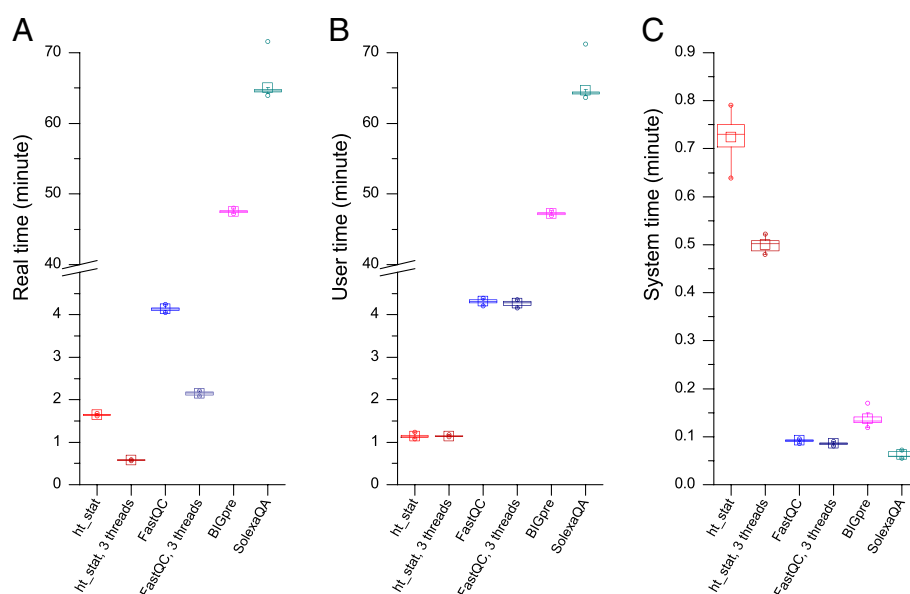 A
Real time (minute)
70
60
50
40
4
3
2
1
0
ht_stat
ht_stat, 3 threads
FastQC
FastQC, 3 threads
BIGpre
SolexaQA
B
User time (minute)
70
60
50
40
4
3
2
1
0
ht_stat
ht_stat, 3 threads
FastQC
FastQC, 3 threads
BIGpre
SolexaQA
C
System time (minute)
0.9
0.8
0.7
0.6
0.5
0.4
0.3
0.2
0.1
0.0
ht_stat
ht_stat, 3 threads
FastQC
FastQC, 3 threads
BIGpre
SolexaQA